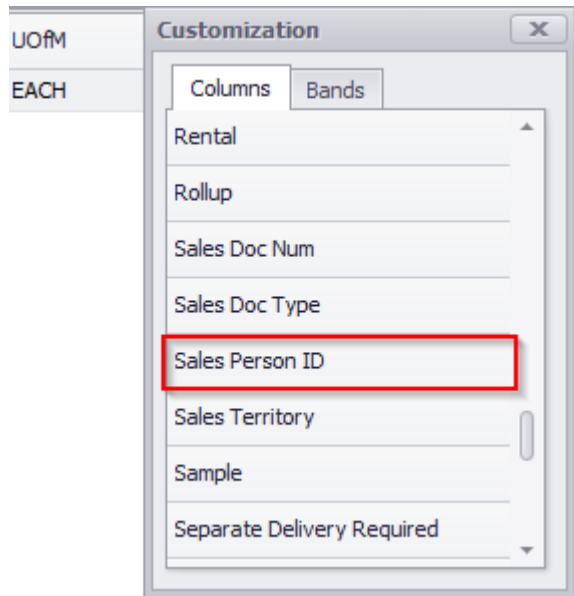 UOfM
EACH
Customization
Columns
Bands
Rental
Rollup
Sales Doc Num
Sales Doc Type
Sales Person ID
Sales Territory
Sample
Separate Delivery Required